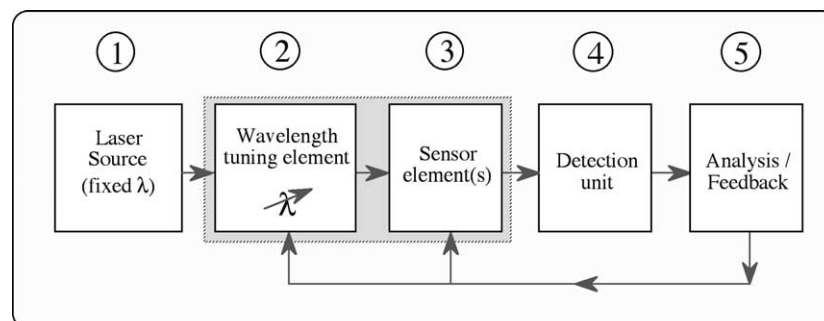 1
2
3
4
5
Laser
Source
(fixed λ)
Wavelength
tuning element
λ
Sensor
element(s)
Detection
unit
Analysis /
Feedback